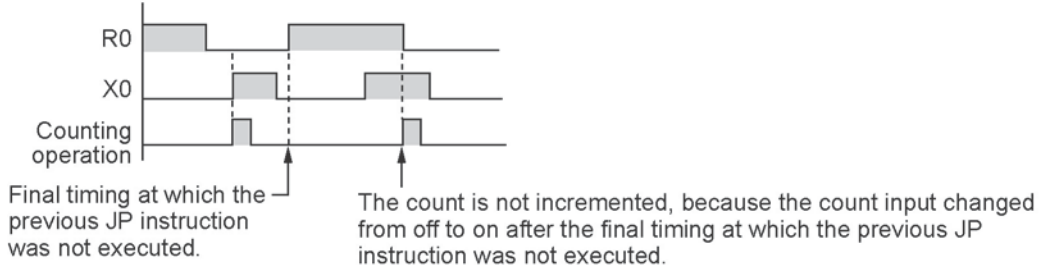 R0
X0
Counting
operation
Final timing at which the
previous JP instruction
was not executed.
The count is not incremented, because the count input changed
from off to on after the final timing at which the previous JP
instruction was not executed.